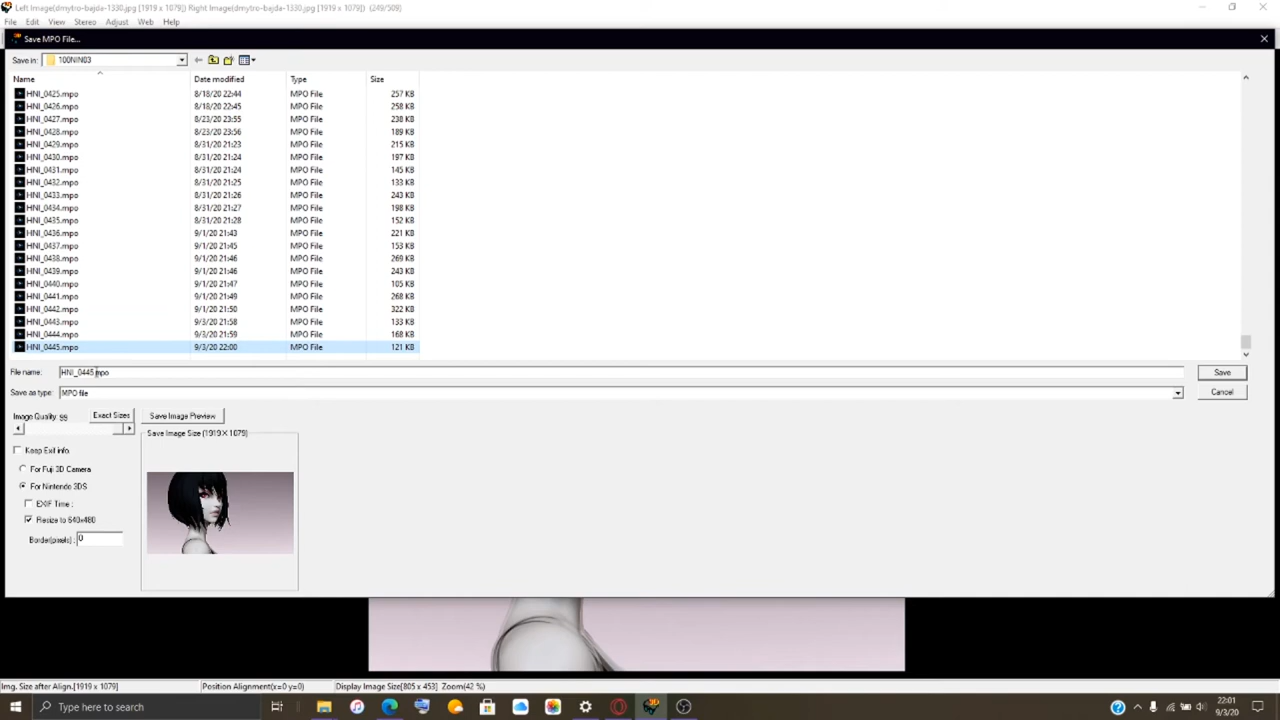 Left Image(dmytro-bajda-1330.jpg [1919 x 1079]) Right Image(dmytro-bajda-1330.jpg [1919 x 1079]) (249/509)
File Edit View Stereo Adjust Web Help
Save MPO File...
Save in: 100NIN03
Name Date modified Type Size
HNI_0425.mpo 8/18/20 22:44 MPO File 257 KB
HNI_0426.mpo 8/18/20 22:45 MPO File 258 KB
HNI_0427.mpo 8/23/20 23:55 MPO File 238 KB
HNI_0428.mpo 8/23/20 23:56 MPO File 189 KB
HNI_0429.mpo 8/31/20 21:23 MPO File 215 KB
HNI_0430.mpo 8/31/20 21:24 MPO File 197 KB
HNI_0431.mpo 8/31/20 21:24 MPO File 145 KB
HNI_0432.mpo 8/31/20 21:25 MPO File 133 KB
HNI_0433.mpo 8/31/20 21:26 MPO File 243 KB
HNI_0434.mpo 8/31/20 21:27 MPO File 198 KB
HNI_0435.mpo 8/31/20 21:28 MPO File 152 KB
HNI_0436.mpo 9/1/20 21:43 MPO File 221 KB
HNI_0437.mpo 9/1/20 21:45 MPO File 153 KB
HNI_0438.mpo 9/1/20 21:46 MPO File 269 KB
HNI_0439.mpo 9/1/20 21:46 MPO File 243 KB
HNI_0440.mpo 9/1/20 21:47 MPO File 105 KB
HNI_0441.mpo 9/1/20 21:49 MPO File 268 KB
HNI_0442.mpo 9/1/20 21:50 MPO File 322 KB
HNI_0443.mpo 9/3/20 21:58 MPO File 133 KB
HNI_0444.mpo 9/3/20 21:59 MPO File 168 KB
HNI_0445.mpo 9/3/20 22:00 MPO File 121 KB
File name: HNI_0445.mpo Save
Save as type: MPO file Cancel
Image Quality: 99 Exact Sizes Save Image Preview
Save Image Size (1919×1079)
Keep Exif info.
For Fuji 3D Camera
For Nintendo 3DS
EXIF Time :
Resize to 640x480
Border(pixels) : 0
Img. Size after Align.[1919 x 1079] Position Alignment(x=0 y=0) Display Image Size[805 x 453] Zoom(42 %)
Type here to search
22:01
9/3/20